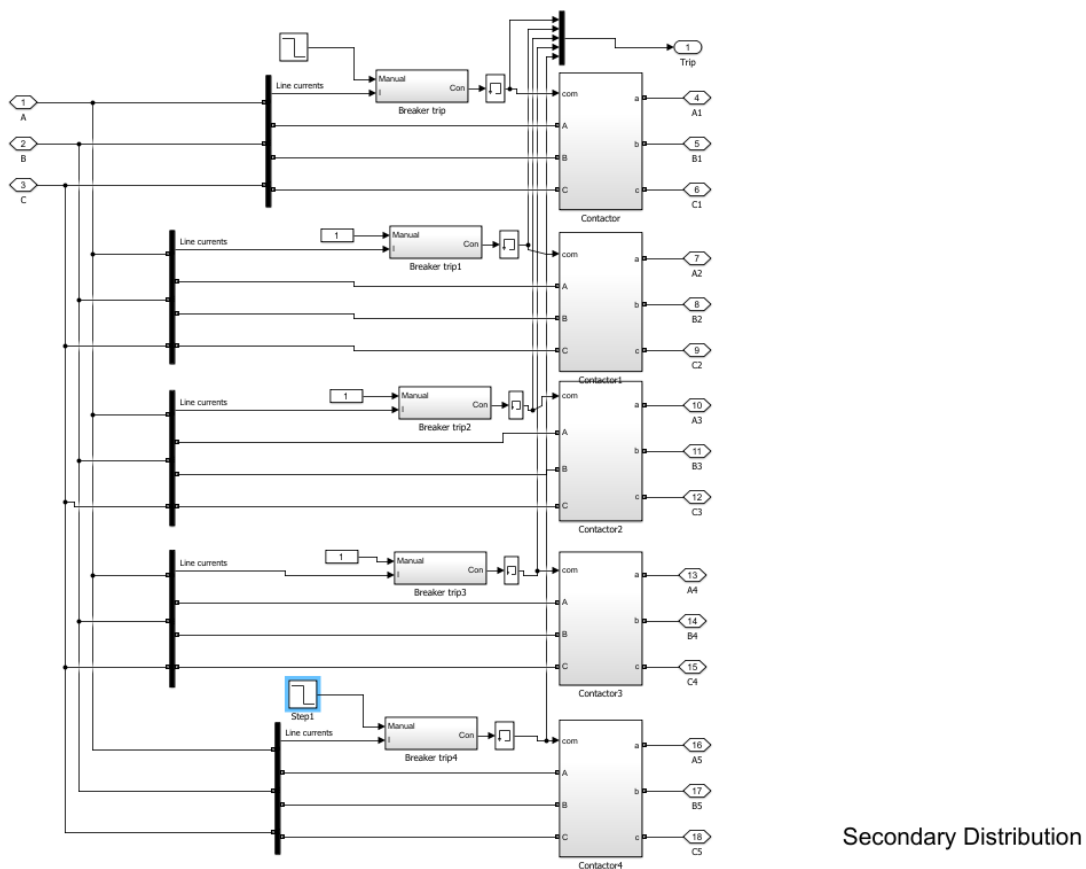 1
Trip
Manual
Line currents
I
Con
Breaker trip
1
A
com
a
4
A1
A
2
B
b
5
B1
B
3
C
C
c
6
C1
Contactor
Line currents
1
Manual
I
Con
Breaker trip1
com
a
7
A2
A
b
8
B2
B
C
c
9
C2
Contactor1
Line currents
1
Manual
I
Con
Breaker trip2
com
a
10
A3
A
b
11
B3
B
c
12
C3
C
Contactor2
Line currents
1
Manual
I
Con
Breaker trip3
com
a
13
A4
A
b
14
B4
B
C
c
15
C4
Contactor3
Step1
Line currents
Manual
I
Con
Breaker trip4
com
a
16
A5
A
b
17
B5
B
C
c
18
C5
Contactor4
Secondary Distribution